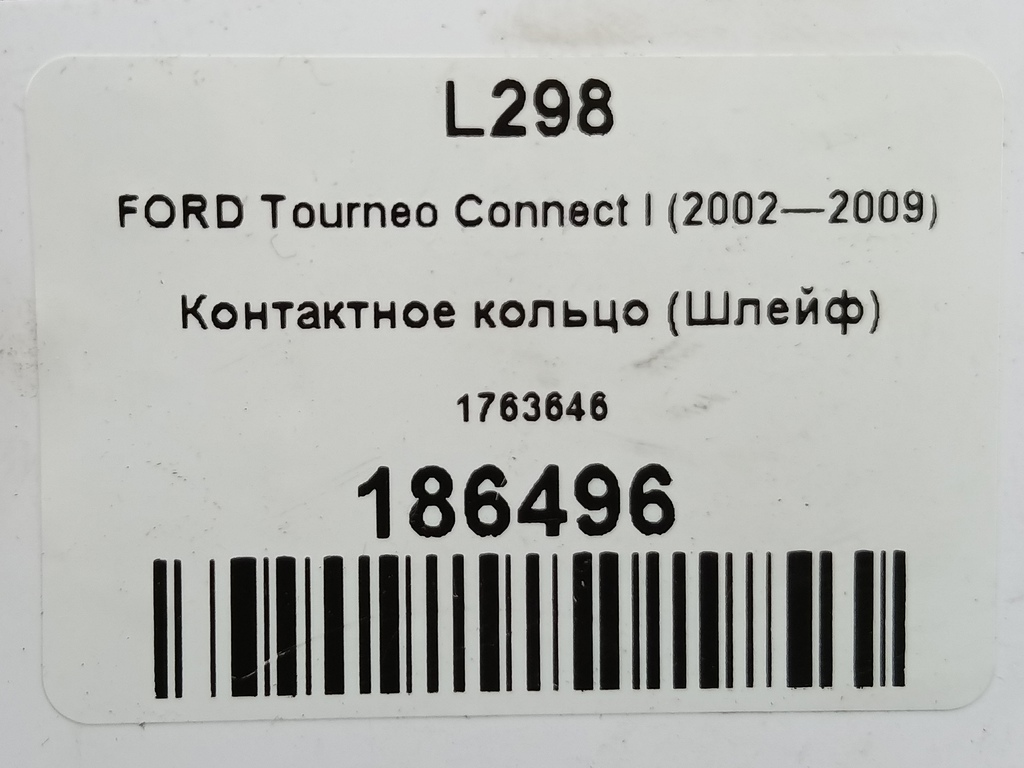 L298
FORD Tourneo Connect I (2002—2009)
Контактное кольцо (Шлейф)
1763646
186496